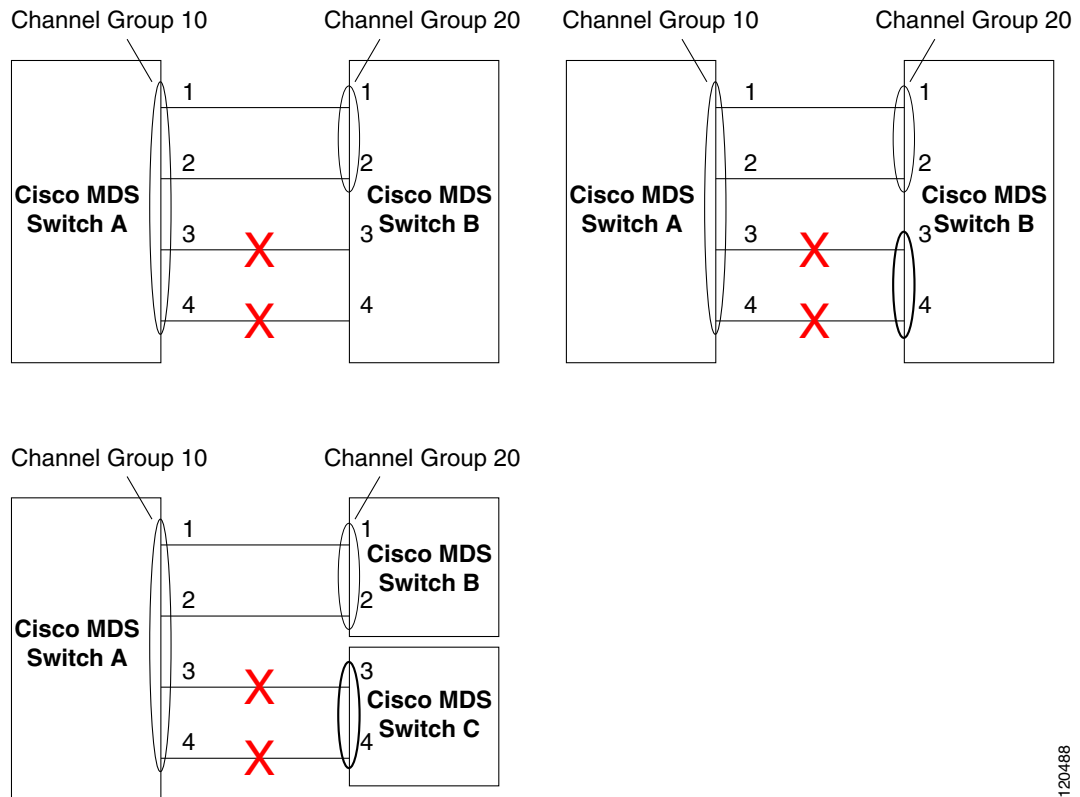 Channel Group 10
Channel Group 20
1
1
2
2
Cisco MDS
Switch A
Cisco MDS
Switch B
3
3
X
4
4
X
Channel Group 10
Channel Group 20
1
1
2
2
Cisco MDS
Switch A
Cisco MDS
Switch B
3
3
X
4
4
X
Channel Group 10
Channel Group 20
1
1
Cisco MDS
Switch B
2
2
Cisco MDS
Switch A
3
3
X
Cisco MDS
Switch C
4
4
X
120488